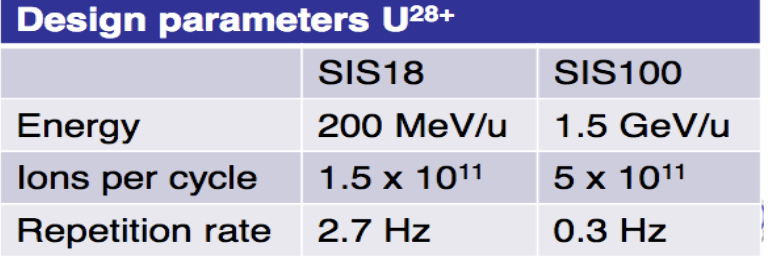 Design parameters U²⁸⁺
SIS18 SIS100
Energy 200 MeV/u 1.5 GeV/u
Ions per cycle 1.5 x 10¹¹ 5 x 10¹¹
Repetition rate 2.7 Hz 0.3 Hz